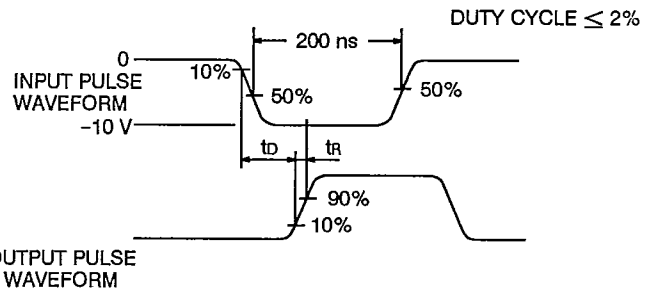 DUTY CYCLE ≤ 2%
200 ns
0
10%
INPUT PULSE
WAVEFORM
50%
50%
−10 V
tD
tR
90%
10%
OUTPUT PULSE
WAVEFORM